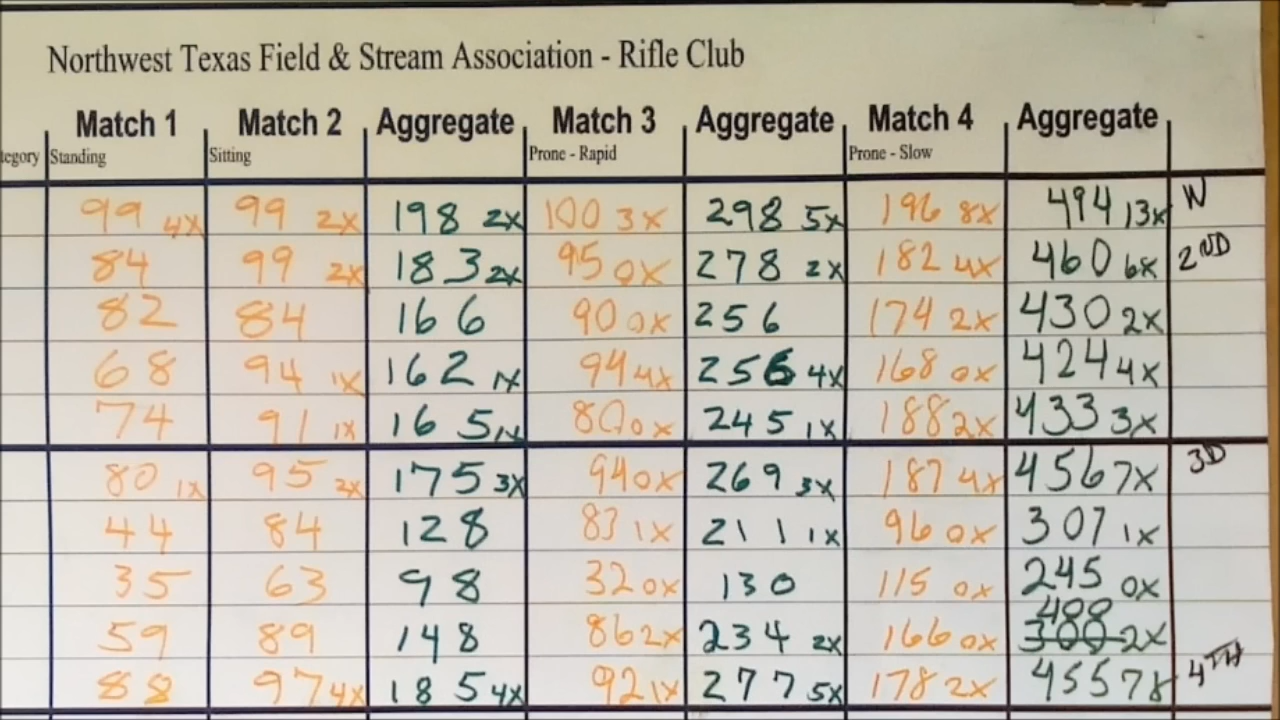 Northwest Texas Field & Stream Association - Rifle Club
Match 1 Match 2 Aggregate Match 3 Aggregate Match 4 Aggregate
tegory Standing Sitting Prone - Rapid Prone - Slow
99 4X 99 2X 198 2X 100 3X 298 5X 196 8X 494 13X W
84 99 2X 183 2X 95 0X 278 2X 182 4X 460 6X 2ND
82 84 166 90 0X 256 174 2X 430 2X
68 94 1X 162 1X 94 4X 256 4X 168 0X 424 4X
74 91 1X 165 1X 80 0X 245 1X 188 2X 433 3X
80 1X 95 2X 175 3X 94 0X 269 3X 187 4X 456 7X 3D
44 84 128 83 1X 211 1X 96 0X 307 1X
35 63 98 32 0X 130 115 0X 245 0X
400
59 89 148 86 2X 234 2X 166 0X 300 2X
88 97 4X 185 4X 92 1X 277 5X 178 2X 455 7X 4TH